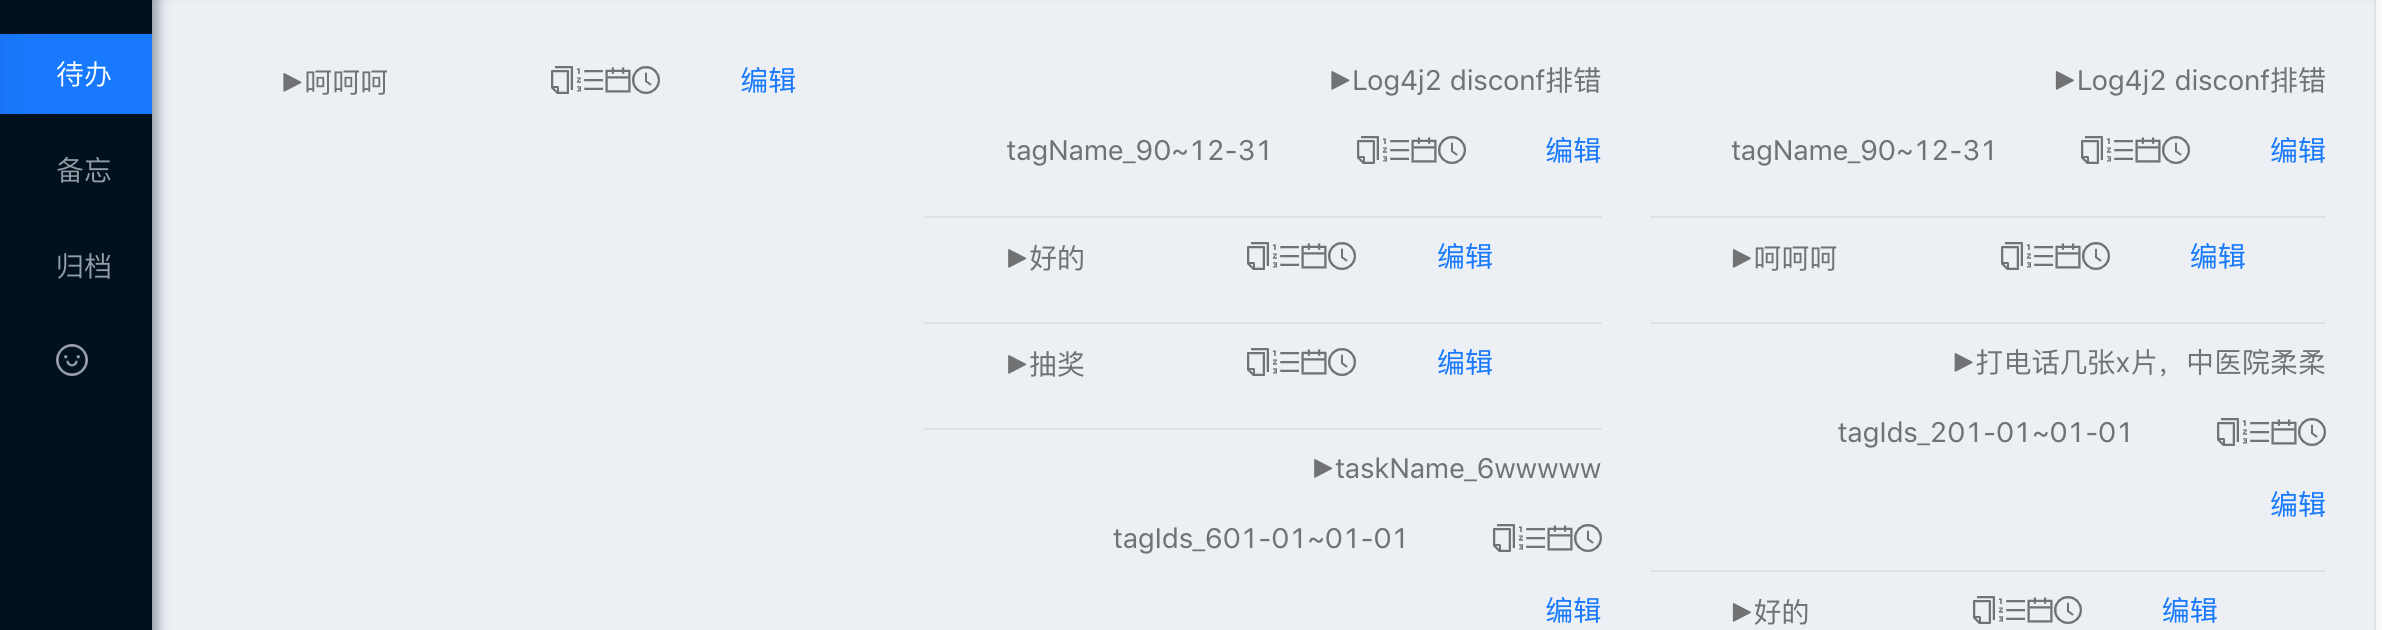 待办
备忘
归档
▶呵呵呵 编辑
▶Log4j2 disconf排错
tagName_90~12-31 编辑
▶好的 编辑
▶抽奖 编辑
▶taskName_6wwwww
tagIds_601-01~01-01
编辑
▶Log4j2 disconf排错
tagName_90~12-31 编辑
▶呵呵呵 编辑
▶打电话几张x片，中医院柔柔
tagIds_201-01~01-01
编辑
▶好的 编辑